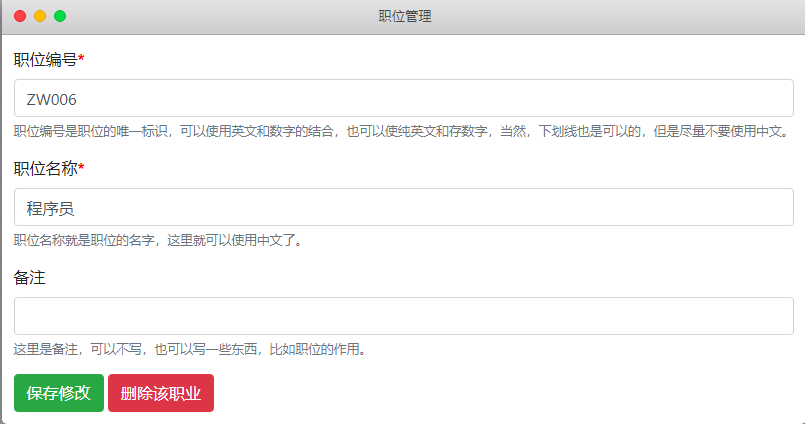 职位管理
职位编号*
ZW006
职位编号是职位的唯一标识，可以使用英文和数字的结合，也可以使纯英文和存数字，当然，下划线也是可以的，但是尽量不要使用中文。
职位名称*
程序员
职位名称就是职位的名字，这里就可以使用中文了。
备注
这里是备注，可以不写，也可以写一些东西，比如职位的作用。
保存修改 删除该职业